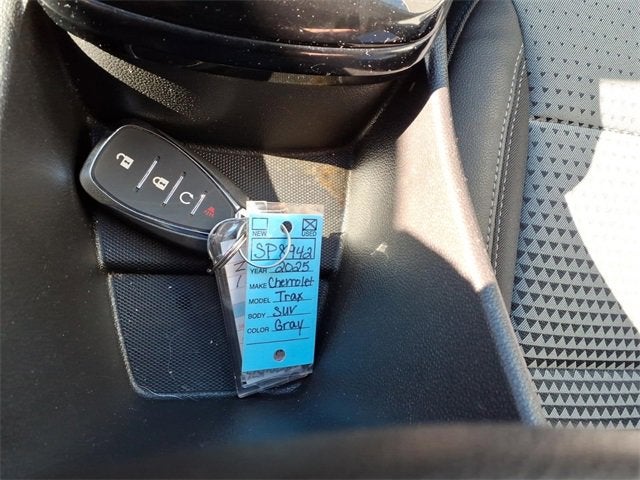 NEW USED
SP8942
YEAR 2025
MAKE Chevrolet
MODEL Trax
BODY SUV
COLOR Gray